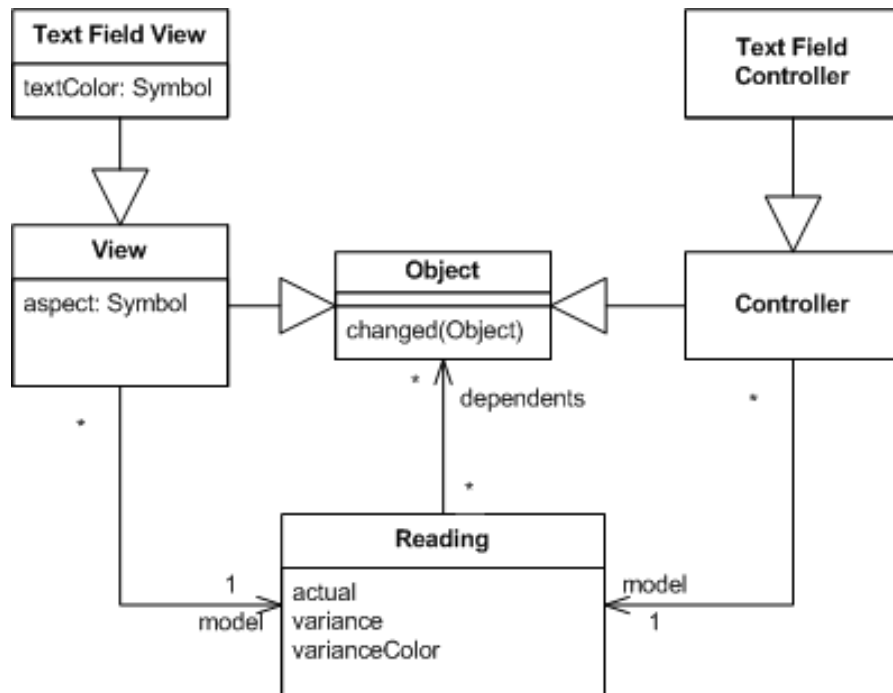 Text Field View
textColor: Symbol
Text Field
Controller
View
aspect: Symbol
Object
changed(Object)
Controller
*
*
dependents
*
*
Reading
actual
variance
varianceColor
1
model
model
1